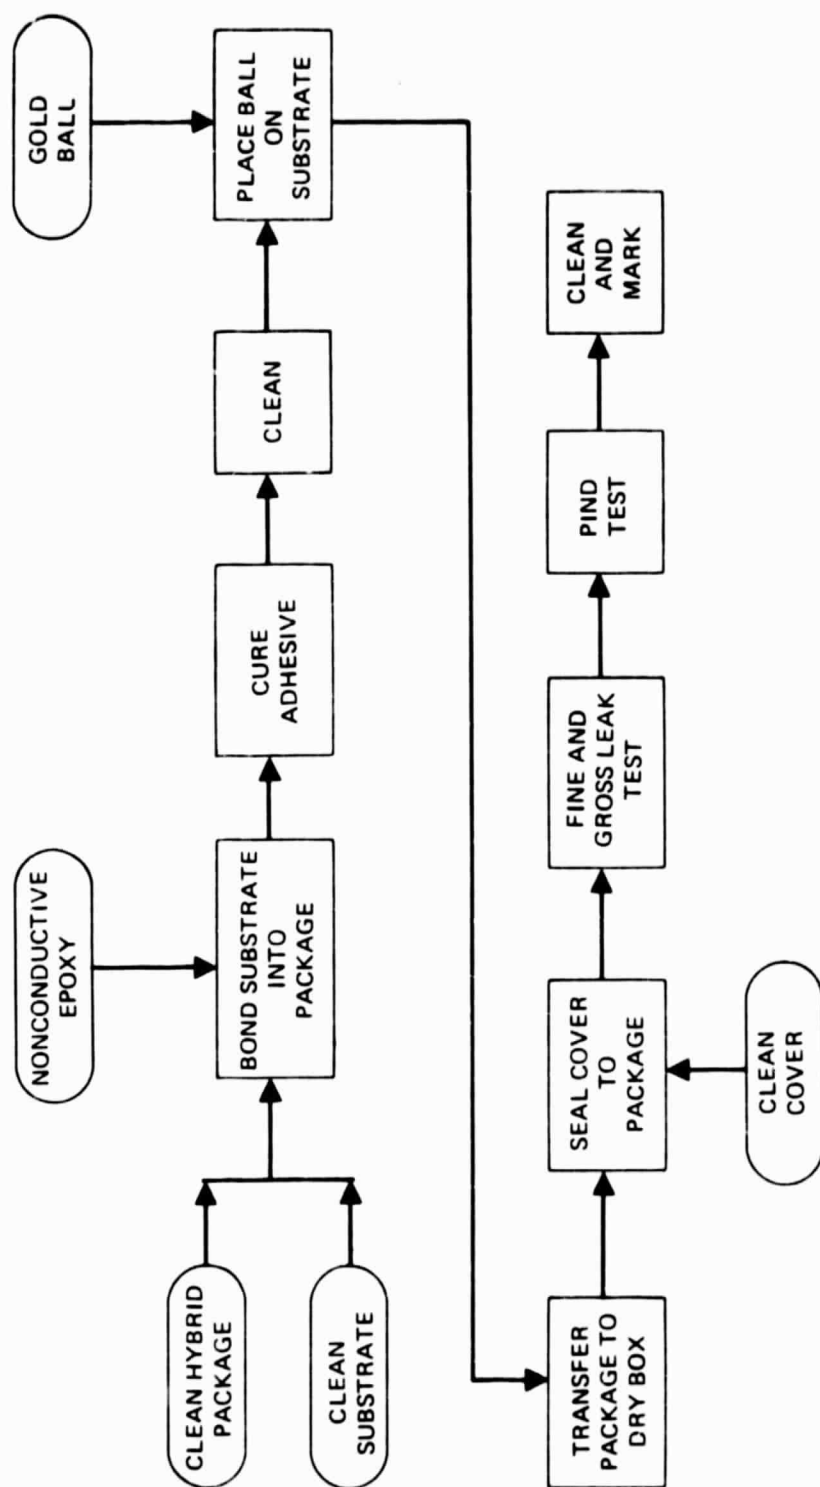 CLEAN HYBRID
PACKAGE
CLEAN
SUBSTRATE
NONCONDUCTIVE
EPOXY
BOND SUBSTRATE
INTO
PACKAGE
CURE
ADHESIVE
CLEAN
GOLD
BALL
PLACE BALL
ON
SUBSTRATE
TRANSFER
PACKAGE TO
DRY BOX
SEAL COVER
TO
PACKAGE
CLEAN
COVER
FINE AND
GROSS LEAK
TEST
PIND
TEST
CLEAN
AND
MARK